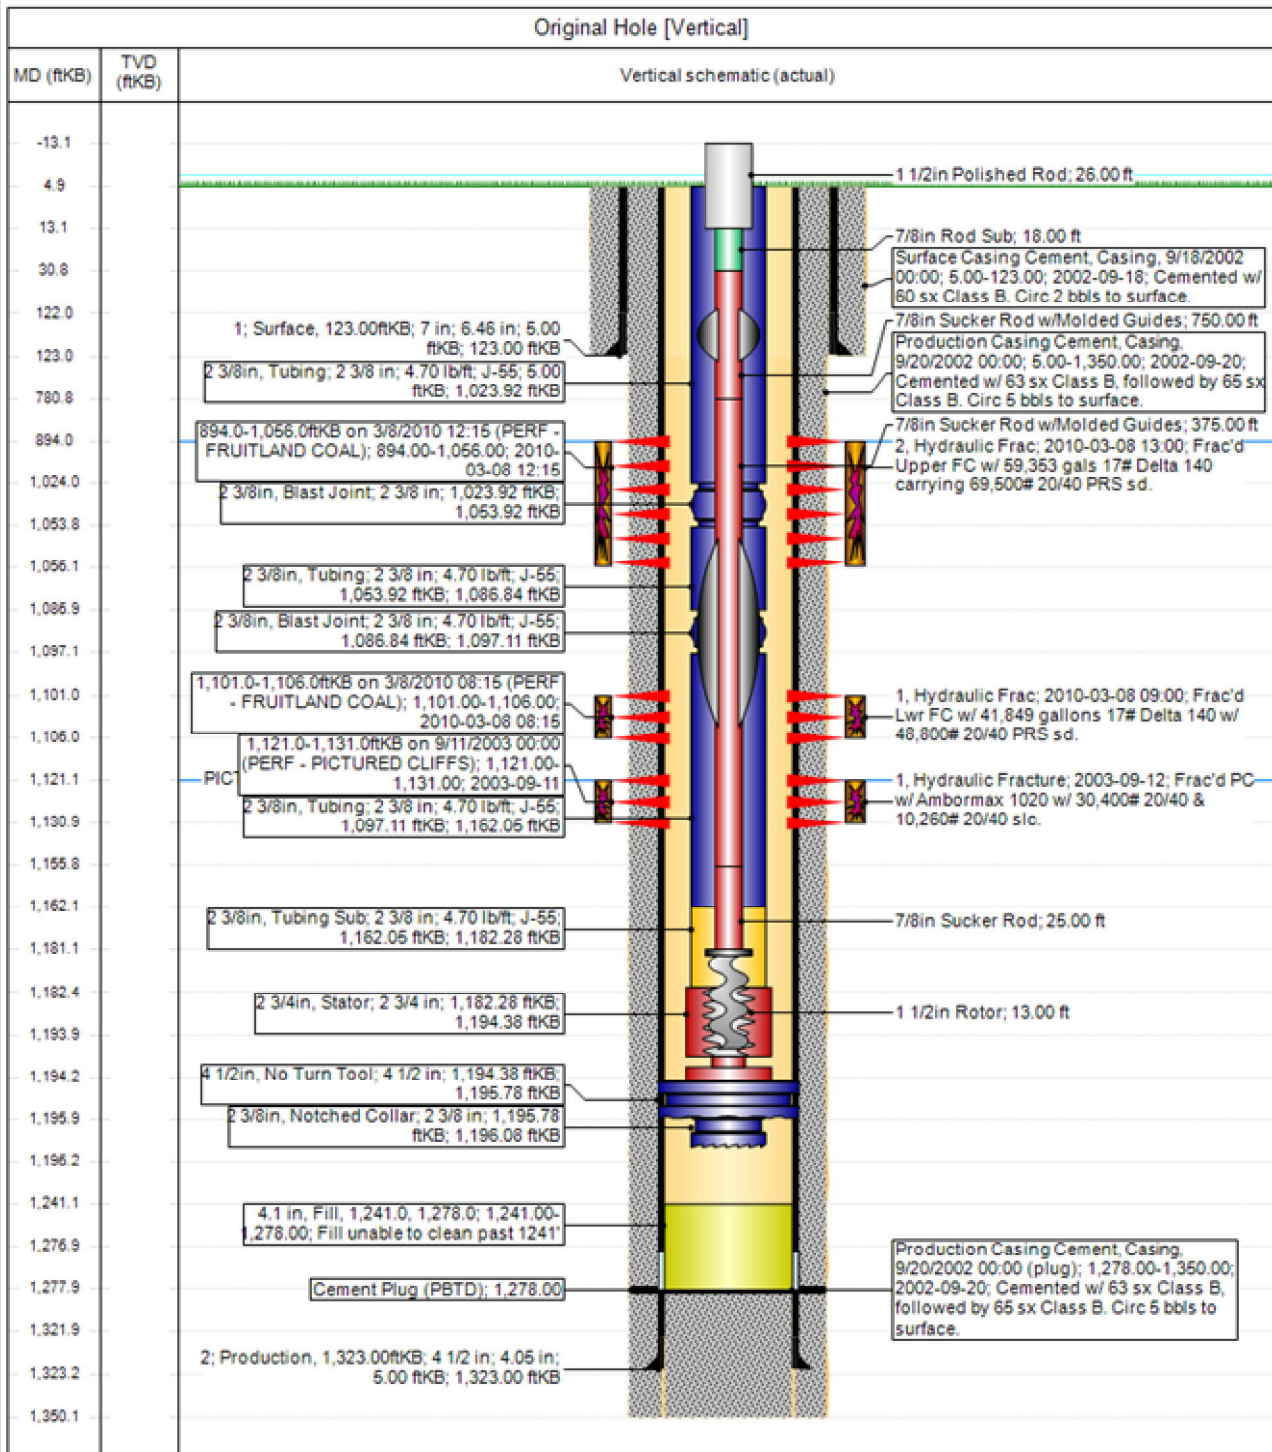 Original Hole [Vertical]
MD (ftKB)
TVD
(ftKB)
Vertical schematic (actual)
-13.1
4.9
13.1
30.8
122.0
123.0
780.8
894.0
1,024.0
1,053.8
1,056.1
1,086.9
1,097.1
1,101.0
1,106.0
1,121.1
1,130.9
1,155.8
1,162.1
1,181.1
1,182.4
1,193.9
1,194.2
1,195.9
1,196.2
1,241.1
1,276.9
1,277.9
1,321.9
1,323.2
1,350.1
1; Surface, 123.00ftKB; 7 in; 6.46 in; 5.00
ftKB; 123.00 ftKB
2 3/8in, Tubing; 2 3/8 in; 4.70 lb/ft; J-55; 5.00
ftKB; 1,023.92 ftKB
894.0-1,056.0ftKB on 3/8/2010 12:15 (PERF -
FRUITLAND COAL); 894.00-1,056.00; 2010-
03-08 12:15
2 3/8in, Blast Joint; 2 3/8 in; 1,023.92 ftKB;
1,053.92 ftKB
2 3/8in, Tubing; 2 3/8 in; 4.70 lb/ft; J-55;
1,053.92 ftKB; 1,086.84 ftKB
2 3/8in, Blast Joint; 2 3/8 in; 4.70 lb/ft; J-55;
1,086.84 ftKB; 1,097.11 ftKB
1,101.0-1,106.0ftKB on 3/8/2010 08:15 (PERF
- FRUITLAND COAL); 1,101.00-1,106.00;
2010-03-08 08:15
1,121.0-1,131.0ftKB on 9/11/2003 00:00
(PERF - PICTURED CLIFFS); 1,121.00-
1,131.00; 2003-09-11
PIC
2 3/8in, Tubing; 2 3/8 in; 4.70 lb/ft; J-55;
1,097.11 ftKB; 1,162.05 ftKB
2 3/8in, Tubing Sub; 2 3/8 in; 4.70 lb/ft; J-55;
1,162.05 ftKB; 1,182.28 ftKB
2 3/4in, Stator; 2 3/4 in; 1,182.28 ftKB;
1,194.38 ftKB
4 1/2in, No Turn Tool; 4 1/2 in; 1,194.38 ftKB;
1,195.78 ftKB
2 3/8in, Notched Collar; 2 3/8 in; 1,195.78
ftKB; 1,196.08 ftKB
4.1 in, Fill, 1,241.0, 1,278.0; 1,241.00-
1,278.00; Fill unable to clean past 1241'
Cement Plug (PBTD); 1,278.00
2; Production, 1,323.00ftKB; 4 1/2 in; 4.05 in;
5.00 ftKB; 1,323.00 ftKB
1 1/2in Polished Rod; 26.00 ft
7/8in Rod Sub; 18.00 ft
Surface Casing Cement, Casing, 9/18/2002
00:00; 5.00-123.00; 2002-09-18; Cemented w/
60 sx Class B. Circ 2 bbls to surface.
7/8in Sucker Rod w/Molded Guides; 750.00 ft
Production Casing Cement, Casing,
9/20/2002 00:00; 5.00-1,350.00; 2002-09-20;
Cemented w/ 63 sx Class B, followed by 65 sx
Class B. Circ 5 bbls to surface.
7/8in Sucker Rod w/Molded Guides; 375.00 ft
2, Hydraulic Frac; 2010-03-08 13:00; Frac'd
Upper FC w/ 59,353 gals 17# Delta 140
carrying 69,500# 20/40 PRS sd.
1, Hydraulic Frac; 2010-03-08 09:00; Frac'd
Lwr FC w/ 41,849 gallons 17# Delta 140 w/
48,800# 20/40 PRS sd.
1, Hydraulic Fracture; 2003-09-12; Frac'd PC
w/ Ambormax 1020 w/ 30,400# 20/40 &
10,260# 20/40 slc.
7/8in Sucker Rod; 25.00 ft
1 1/2in Rotor; 13.00 ft
Production Casing Cement, Casing,
9/20/2002 00:00 (plug); 1,278.00-1,350.00;
2002-09-20; Cemented w/ 63 sx Class B,
followed by 65 sx Class B. Circ 5 bbls to
surface.